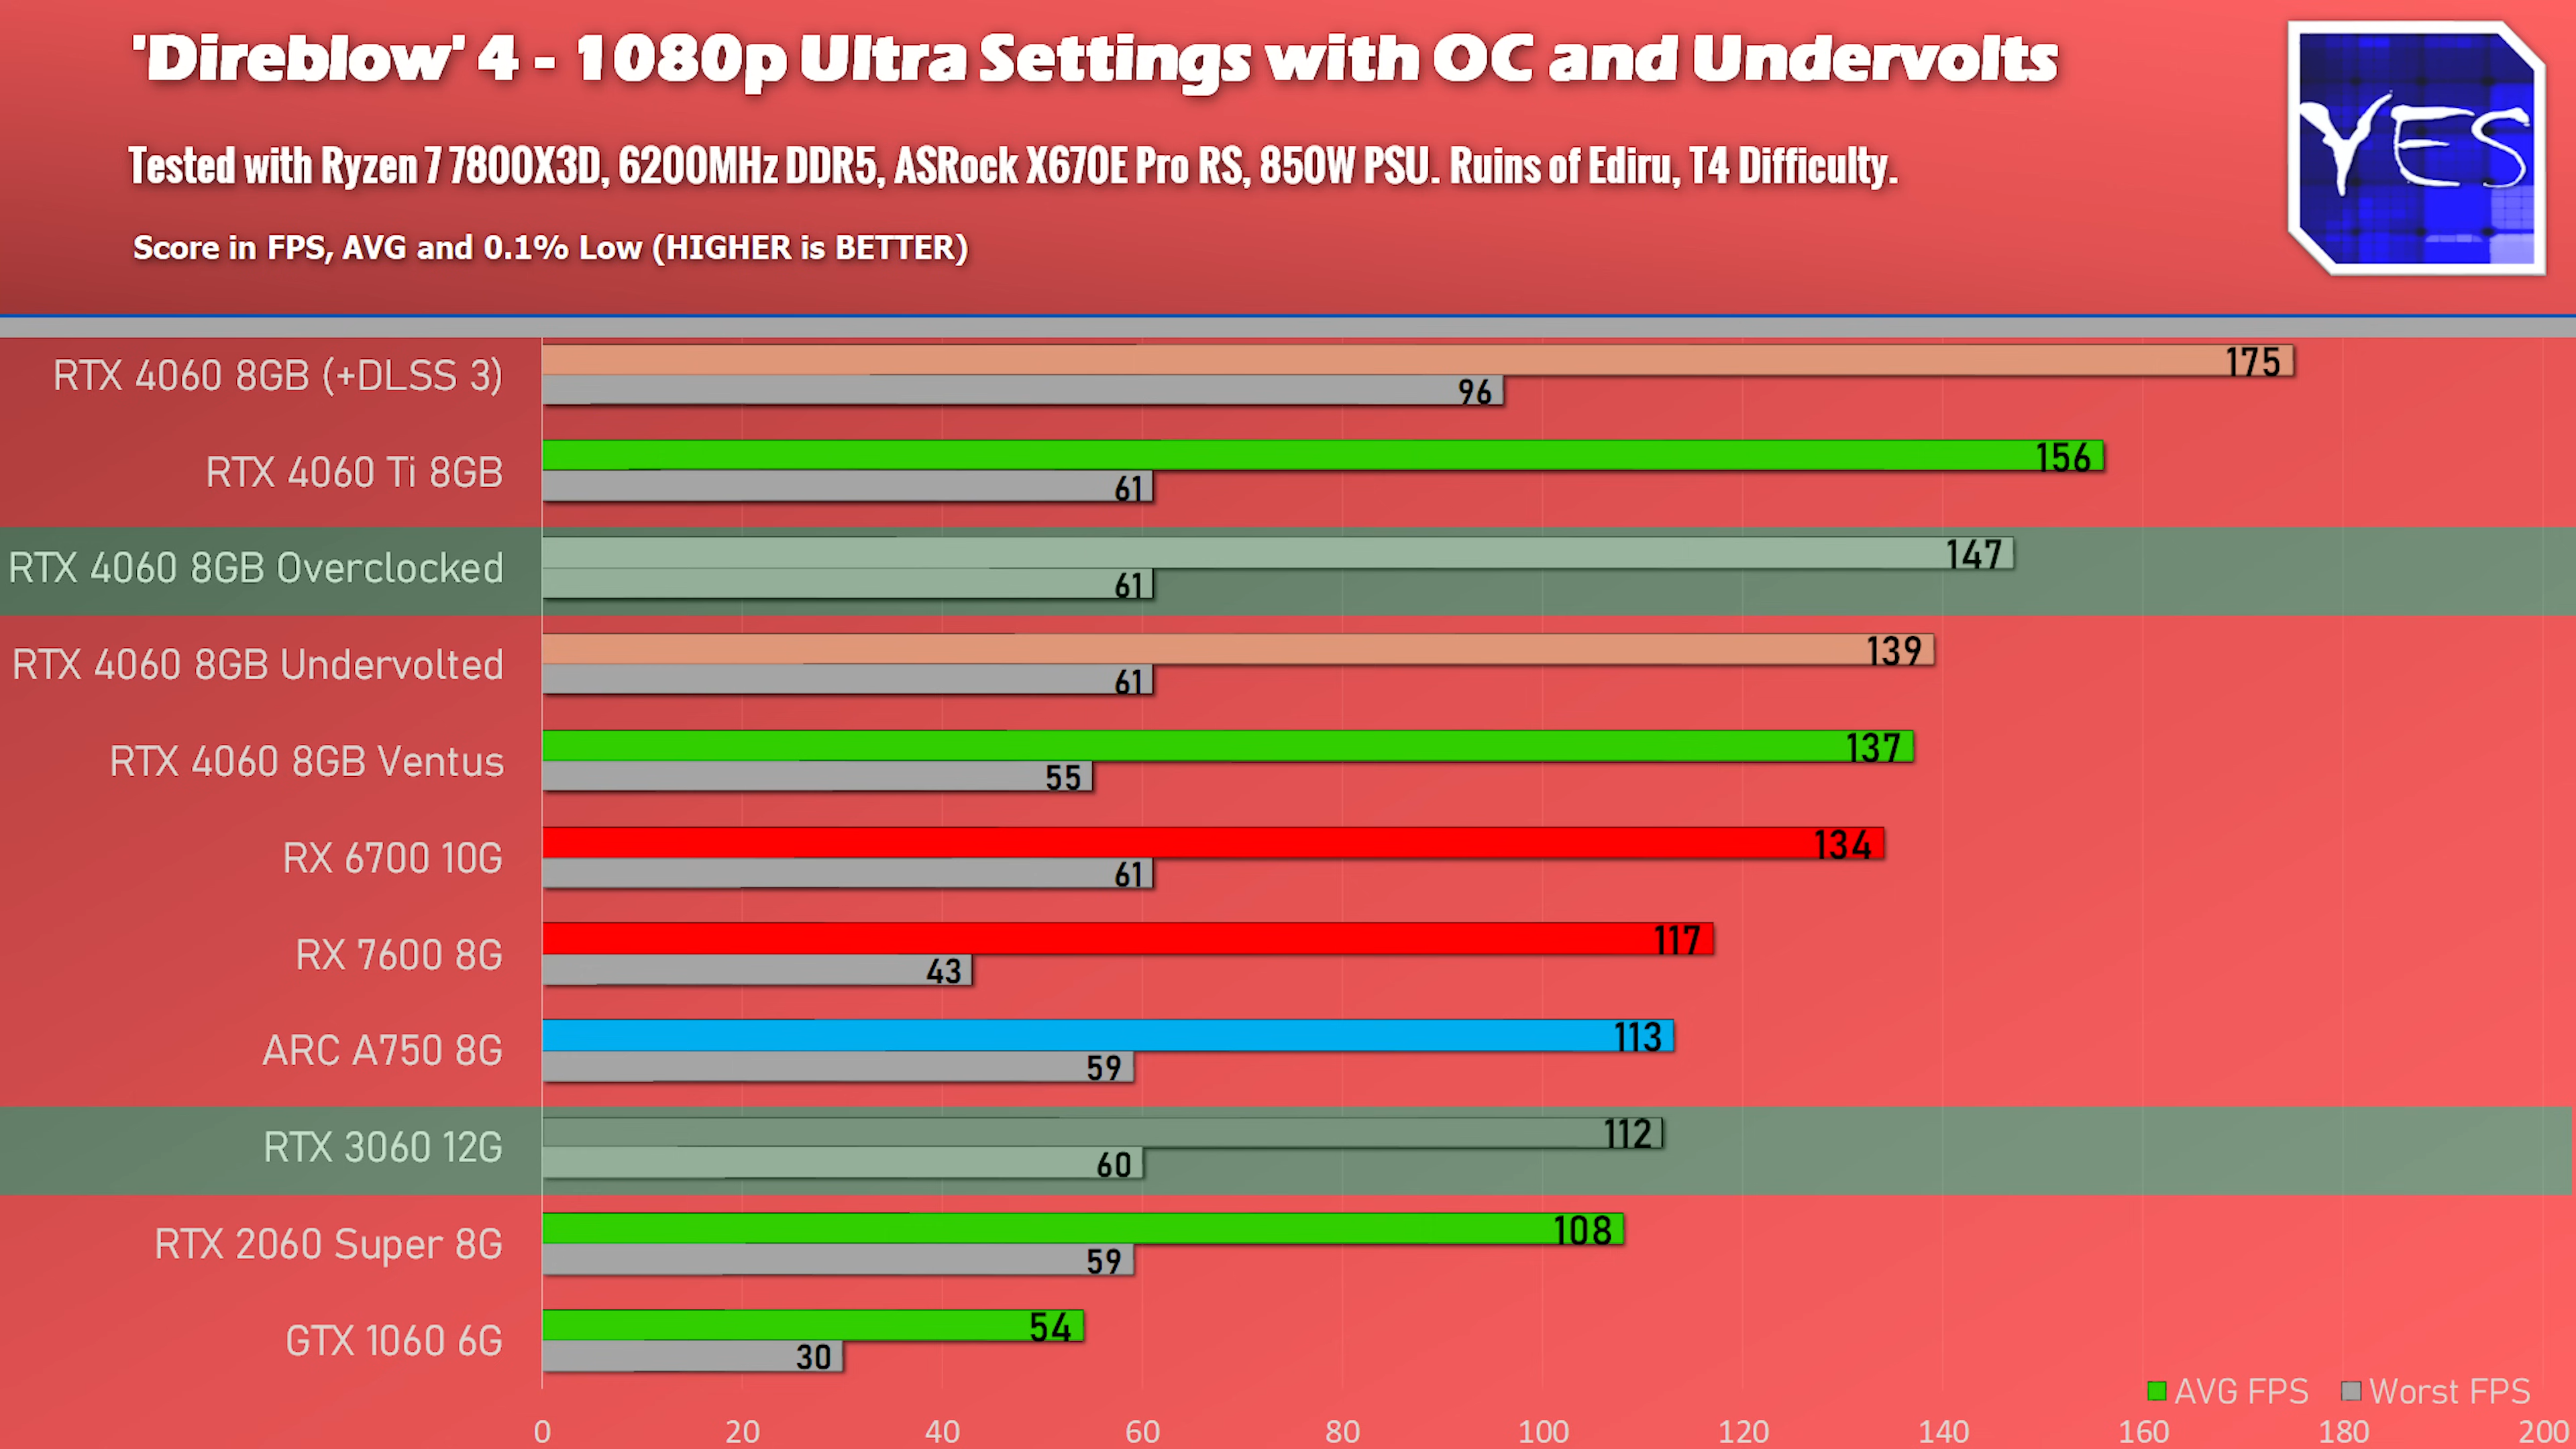 'Direblow' 4 - 1080p Ultra Settings with OC and Undervolts
YES
Tested with Ryzen 7 7800X3D, 6200MHz DDR5, ASRock X670E Pro RS, 850W PSU. Ruins of Ediru, T4 Difficulty.
Score in FPS, AVG and 0.1% Low (HIGHER is BETTER)
RTX 4060 8GB (+DLSS 3)
175
96
RTX 4060 Ti 8GB
156
61
RTX 4060 8GB Overclocked
147
61
RTX 4060 8GB Undervolted
139
61
RTX 4060 8GB Ventus
137
55
RX 6700 10G
134
61
RX 7600 8G
117
43
ARC A750 8G
113
59
RTX 3060 12G
112
60
RTX 2060 Super 8G
108
59
GTX 1060 6G
54
30
AVG FPS Worst FPS
0 20 40 60 80 100 120 140 160 180 200